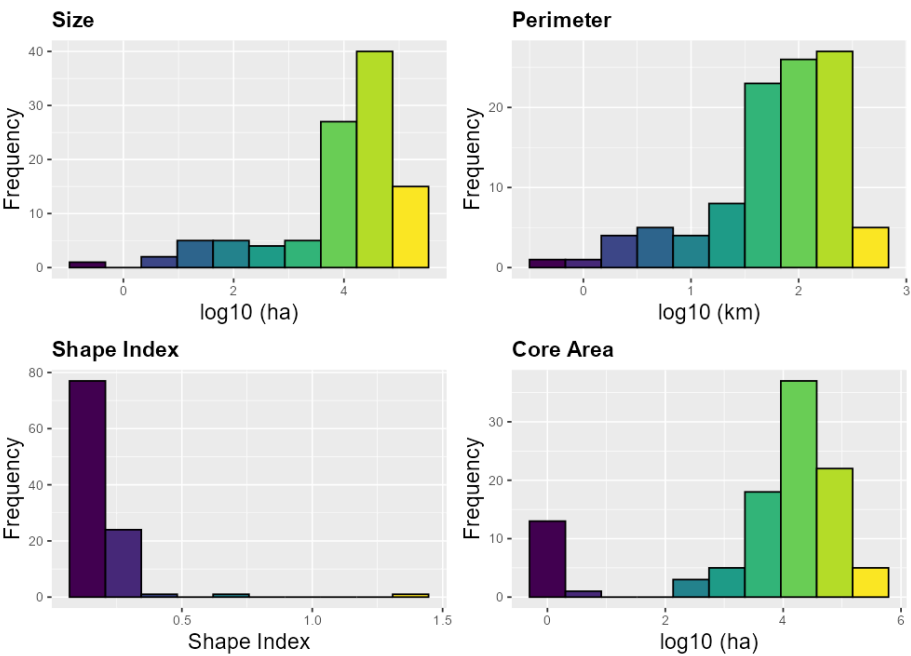 Size
Frequency
40
30
20
10
0
0 2 4
log10 (ha)
Perimeter
Frequency
20
10
0
0 1 2 3
log10 (km)
Shape Index
Frequency
80
60
40
20
0
0.5 1.0 1.5
Shape Index
Core Area
Frequency
30
20
10
0
0 2 4 6
log10 (ha)